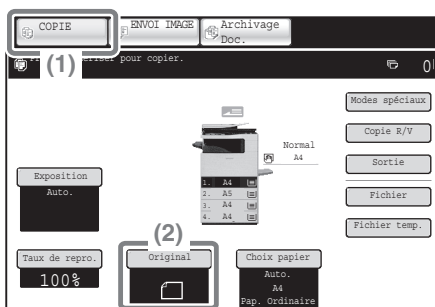 COPIE
ENVOI IMAGE
Archivage
Doc.
(1)
pour copier.
0
Modes spéciaux
Copie R/V
Normal
A4
Sortie
1. A4
2. A5
3. A4
4. A4
Exposition
Auto.
Fichier
Fichier temp.
(2)
Taux de repro.
100%
Original
Choix papier
Auto.
A4
Pap. Ordinaire